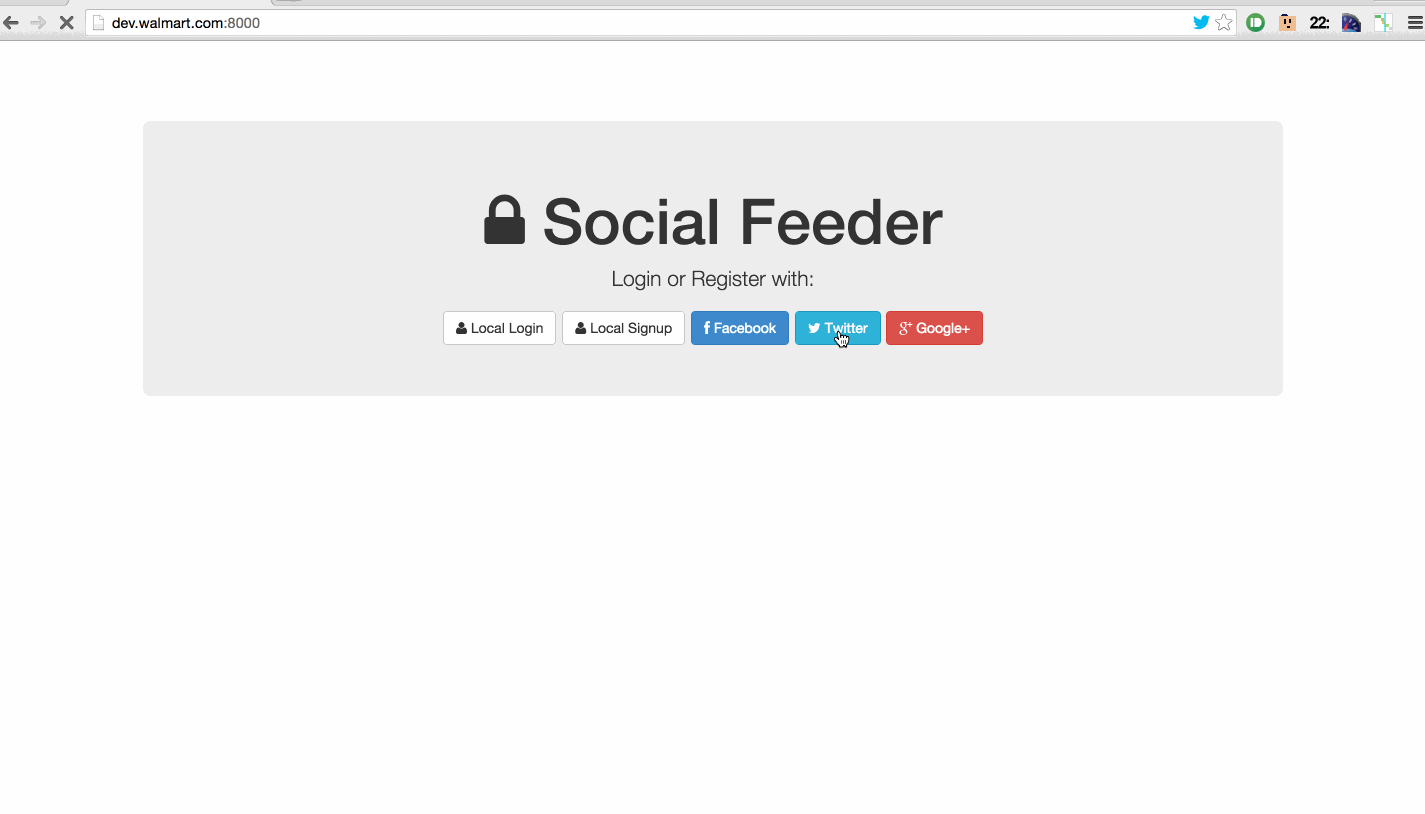 dev.walmart.com:8000
22:
Social Feeder
Login or Register with:
Local Login Local Signup Facebook Twitter Google+